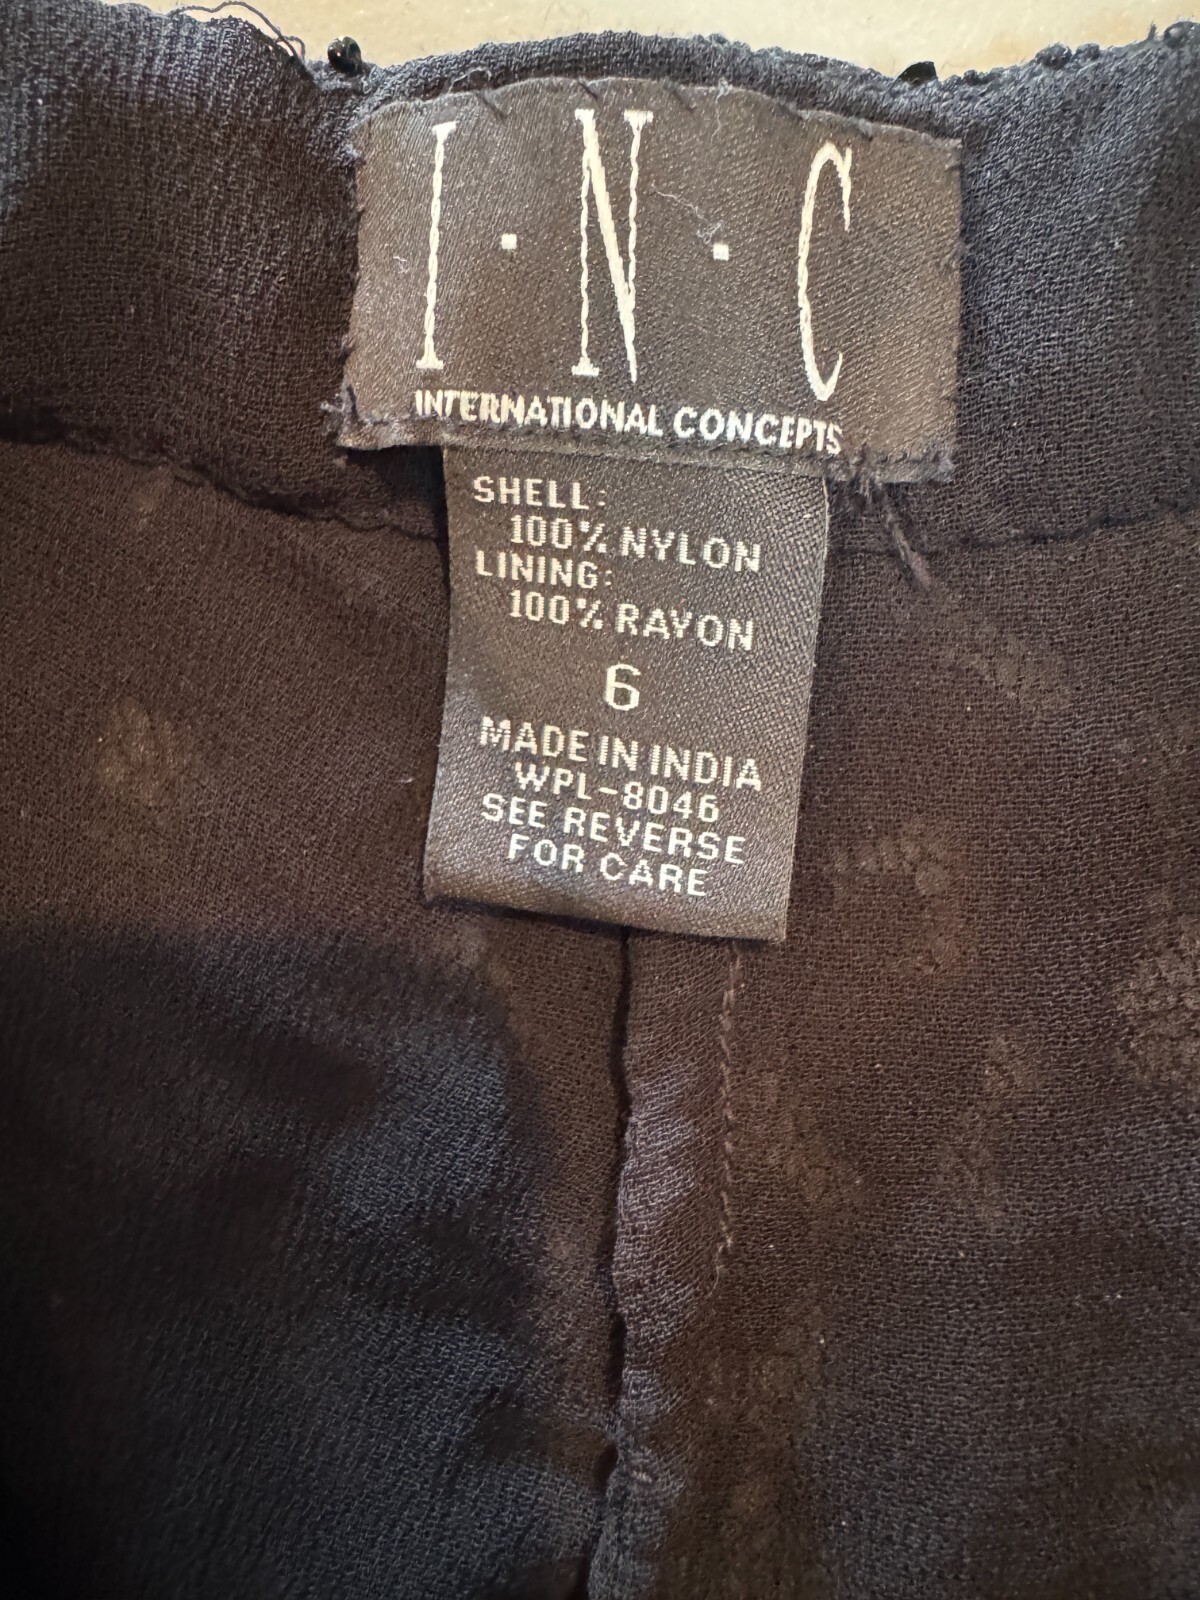 I·N·C
INTERNATIONAL CONCEPTS
SHELL:
100% NYLON
LINING:
100% RAYON
6
MADE IN INDIA
WPL-8046
SEE REVERSE
FOR CARE